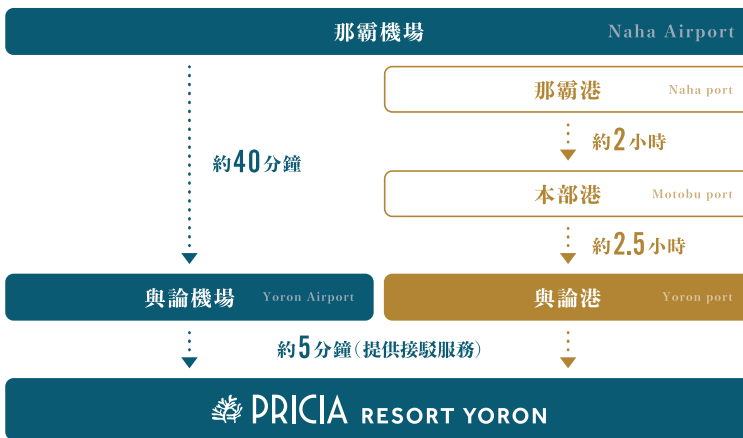 那霸機場 Naha Airport
那霸港 Naha port
約2小時
約40分鐘
本部港 Motobu port
約2.5小時
與論機場 Yoron Airport
與論港 Yoron port
約5分鐘(提供接駁服務)
PRICIA RESORT YORON